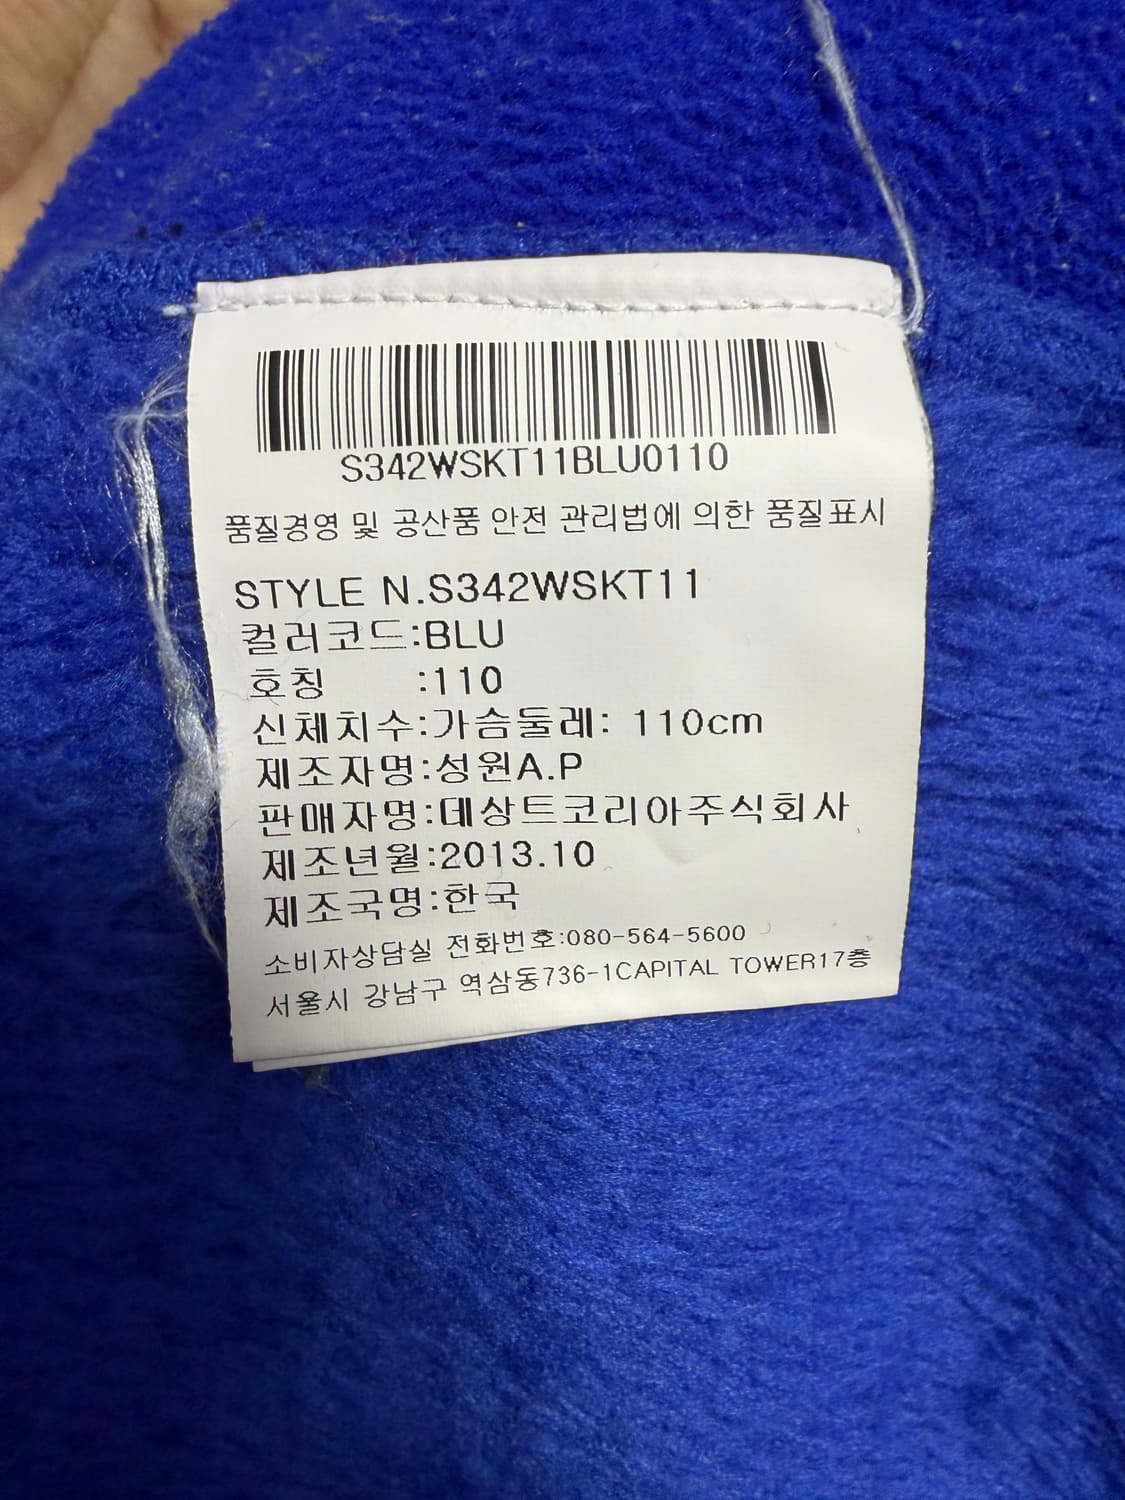 S342WSKT11BLU0110
품질경영 및 공산품 안전 관리법에 의한 품질표시
STYLE N.S342WSKT11
컬러코드:BLU
호칭 :110
신체치수:가슴둘레: 110cm
제조자명:성원A.P
판매자명:데상트코리아주식회사
제조년월:2013.10
제조국명:한국
소비자상담실 전화번호:080-564-5600
서울시 강남구 역삼동736-1CAPITAL TOWER17층